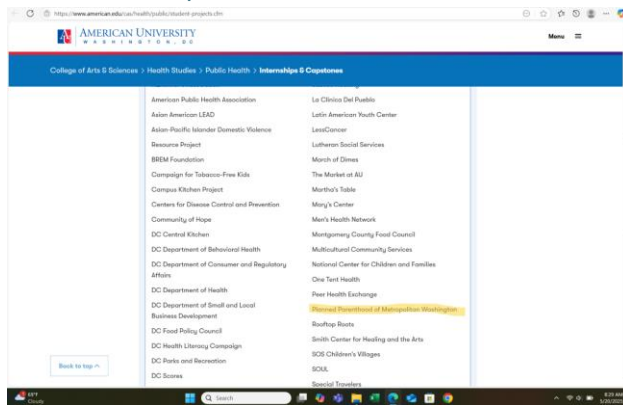 https://www.american.edu/cas/health/public/student-projects.cfm
AMERICAN UNIVERSITY
WASHINGTON, DC
Menu
College of Arts & Sciences > Health Studies > Public Health > Internships & Capstones
American Public Health Association
Asian American LEAD
Asian-Pacific Islander Domestic Violence
Resource Project
BREM Foundation
Campaign for Tobacco-Free Kids
Campus Kitchen Project
Centers for Disease Control and Prevention
Community of Hope
DC Central Kitchen
DC Department of Behavioral Health
DC Department of Consumer and Regulatory
Affairs
DC Department of Health
DC Department of Small and Local
Business Development
DC Food Policy Council
DC Health Literacy Campaign
DC Parks and Recreation
DC Scores
La Clinica Del Pueblo
Latin American Youth Center
LessCancer
Lutheran Social Services
March of Dimes
The Market at AU
Martha's Table
Mary's Center
Men's Health Network
Montgomery County Food Council
Multicultural Community Services
National Center for Children and Families
One Tent Health
Peer Health Exchange
Planned Parenthood of Metropolitan Washington
Rooftop Roots
Smith Center for Healing and the Arts
SOS Children's Villages
SOUL
Special Travelers
Back to top
Cloudy
Search
8:29 AM
5/20/2025